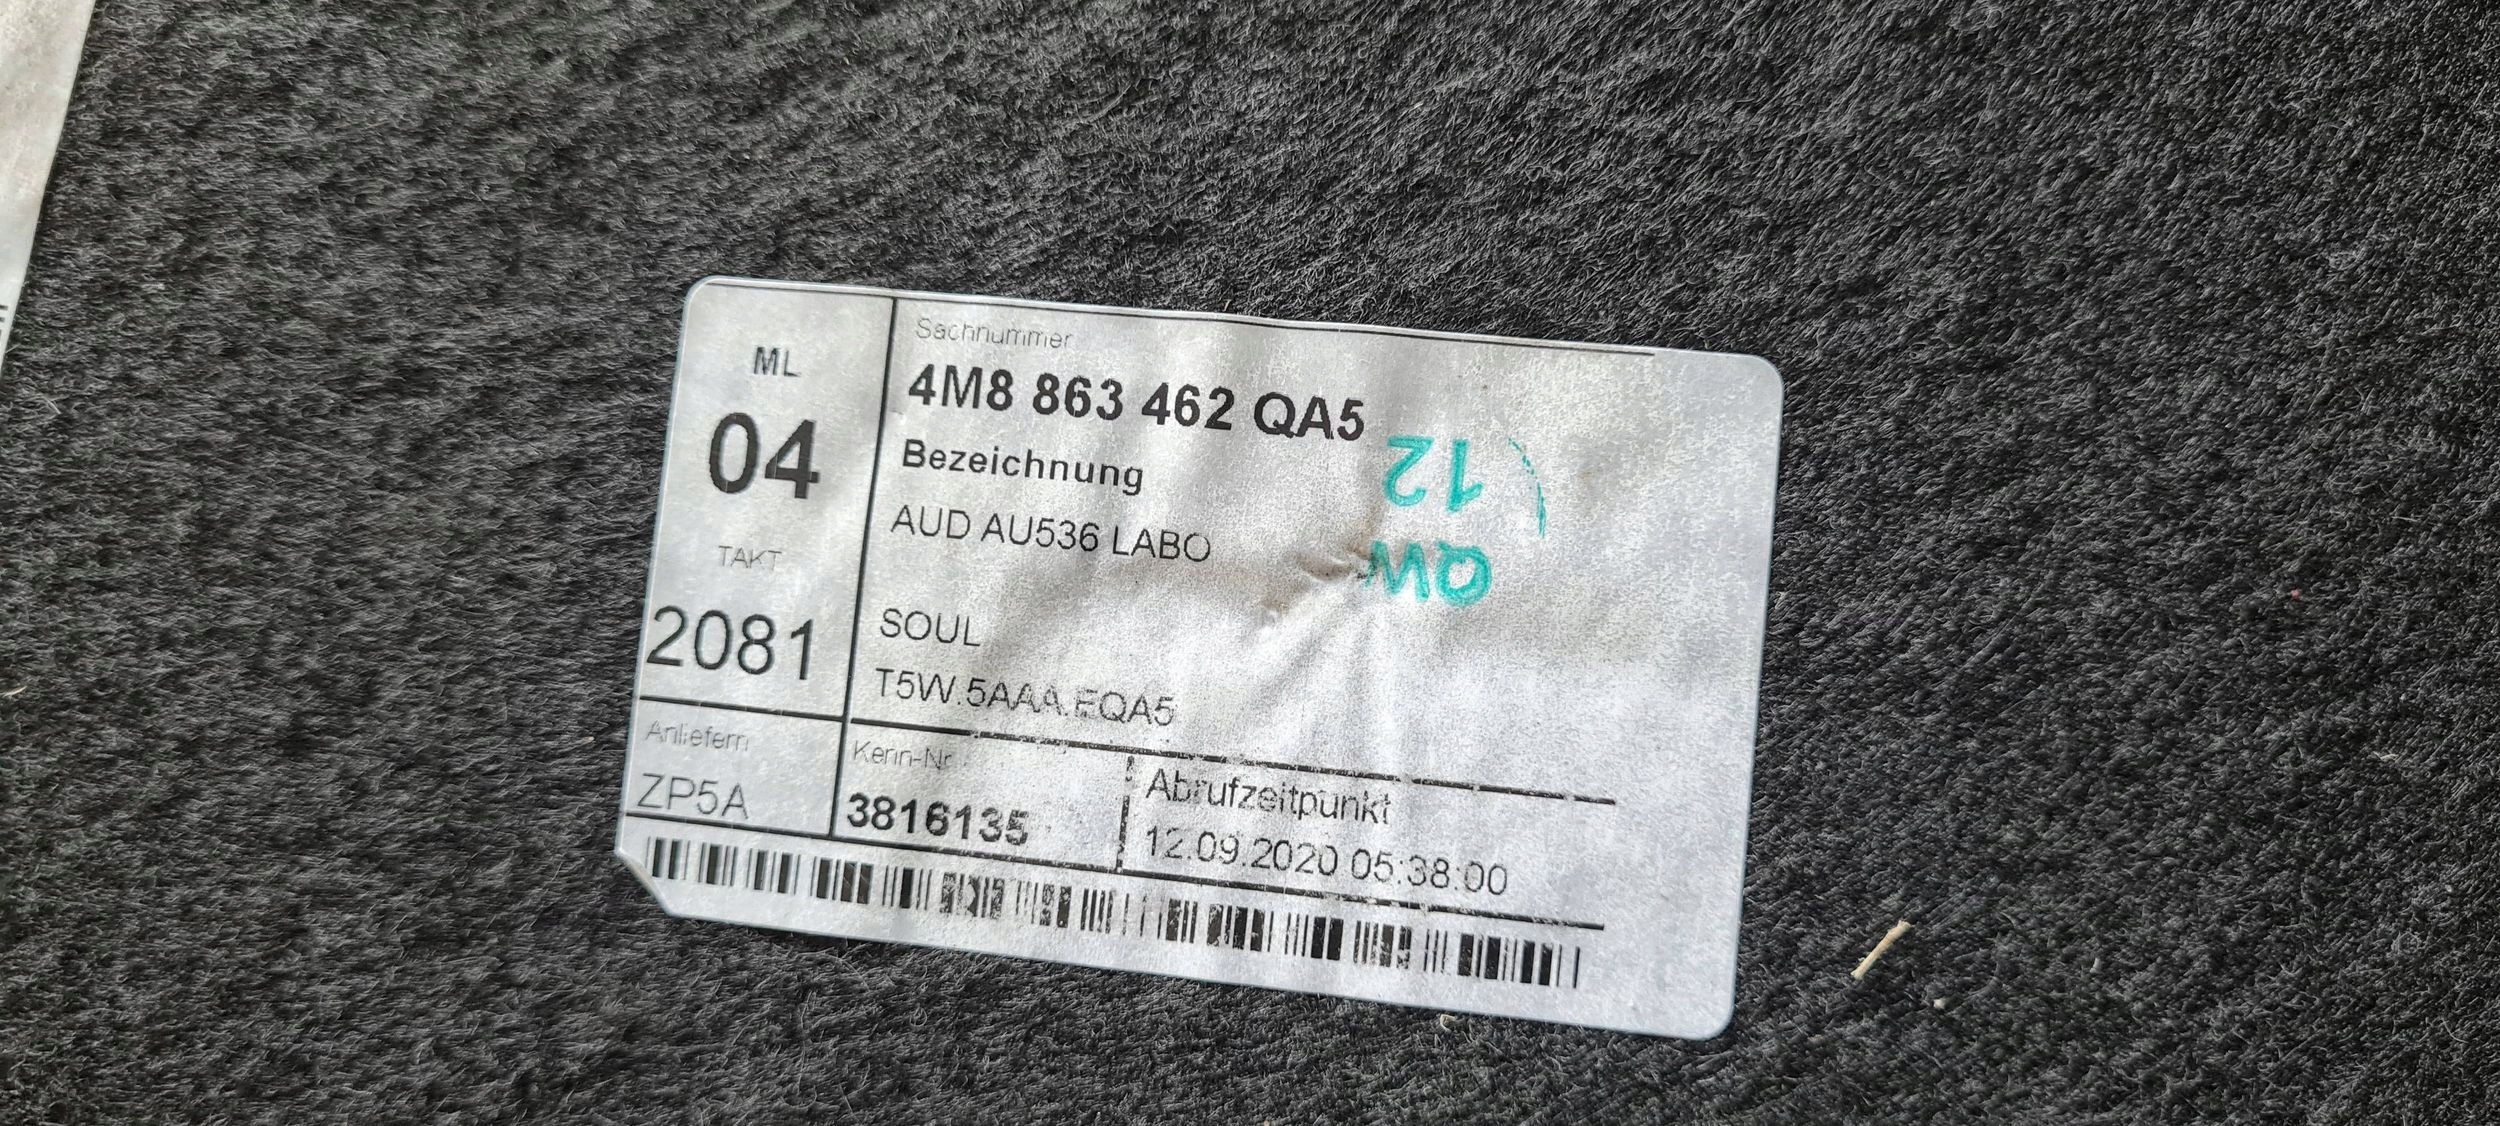 ML
04
TAKT
2081
Sachnummer
4M8 863 462 QA5
Bezeichnung
AUD AU536 LABO
SOUL
T5W.5AAA.EQA5
12
QW
Anliefern
ZP5A
Kenn-Nr
3816135
Abrufzeitpunkt
12.09.2020 05:38:00